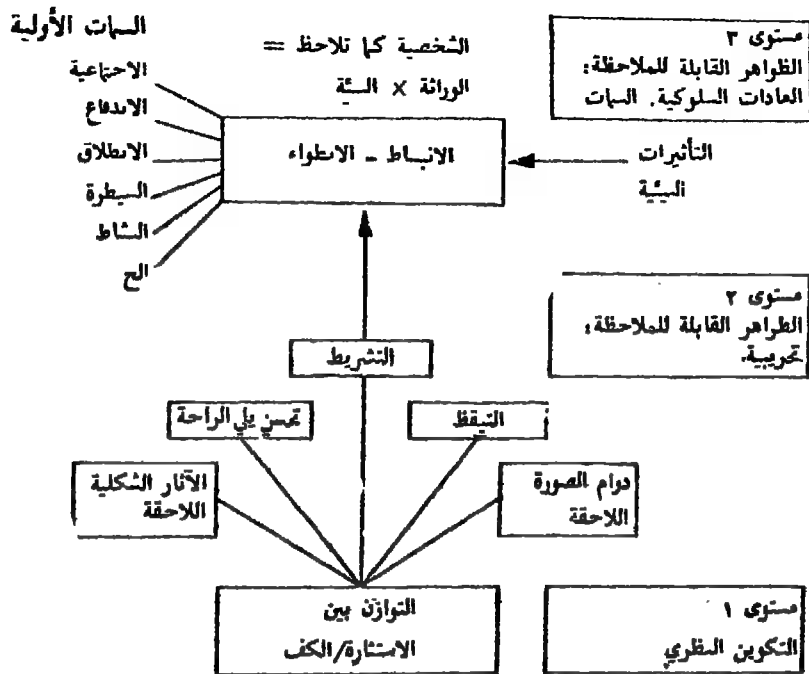 مستوى ٣
الظواهر القابلة للملاحظة:
العادات السلوكية. السمات
الشخصية كما تلاحظ =
الوراثة × البيئة
السمات الأولية
الاجتماعية
الاندفاع
الانطلاق
السيطرة
النشاط
الخ
الانبساط - الانطواء
التأثيرات
البيئية
مستوى ٢
الظواهر القابلة للملاحظة:
تجريبية.
التشريط
التيقظ
تحسن يلي الراحة
دوام الصورة
اللاحقة
الآثار الشكلية
اللاحقة
مستوى ١
التكوين النظري
التوازن بين
الاستثارة/الكف